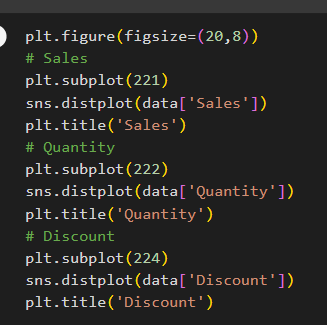 plt.figure(figsize=(20,8))
# Sales
plt.subplot(221)
sns.distplot(data['Sales'])
plt.title('Sales')
# Quantity
plt.subplot(222)
sns.distplot(data['Quantity'])
plt.title('Quantity')
# Discount
plt.subplot(224)
sns.distplot(data['Discount'])
plt.title('Discount')